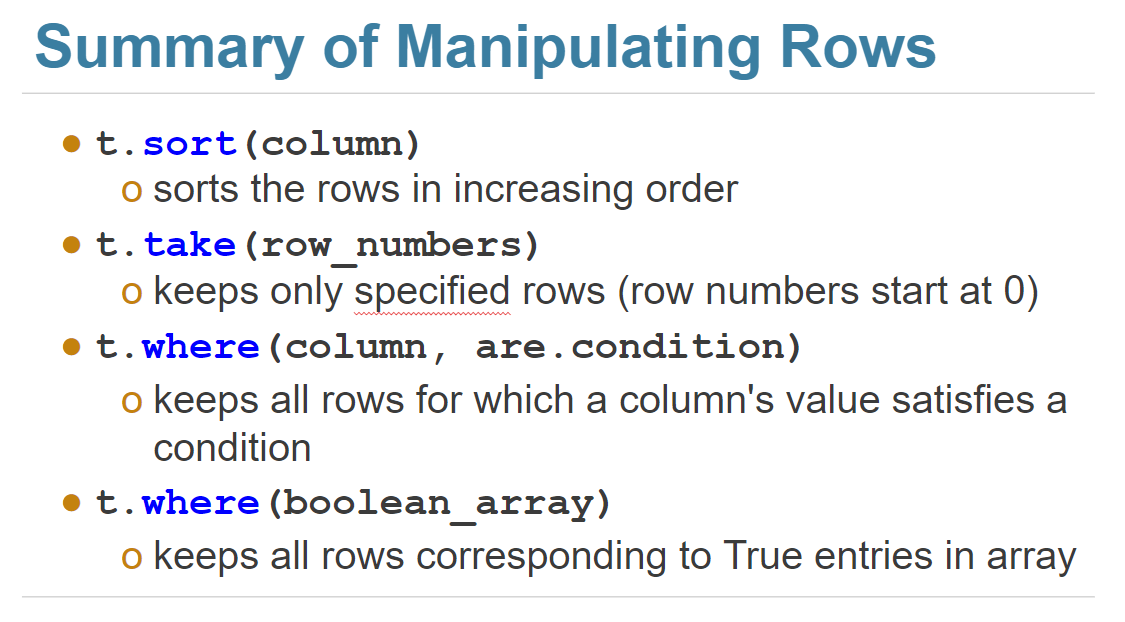 Summary of Manipulating Rows
● t.sort(column)
o sorts the rows in increasing order
● t.take(row_numbers)
o keeps only specified rows (row numbers start at 0)
● t.where(column, are.condition)
o keeps all rows for which a column's value satisfies a
condition
● t.where(boolean_array)
o keeps all rows corresponding to True entries in array